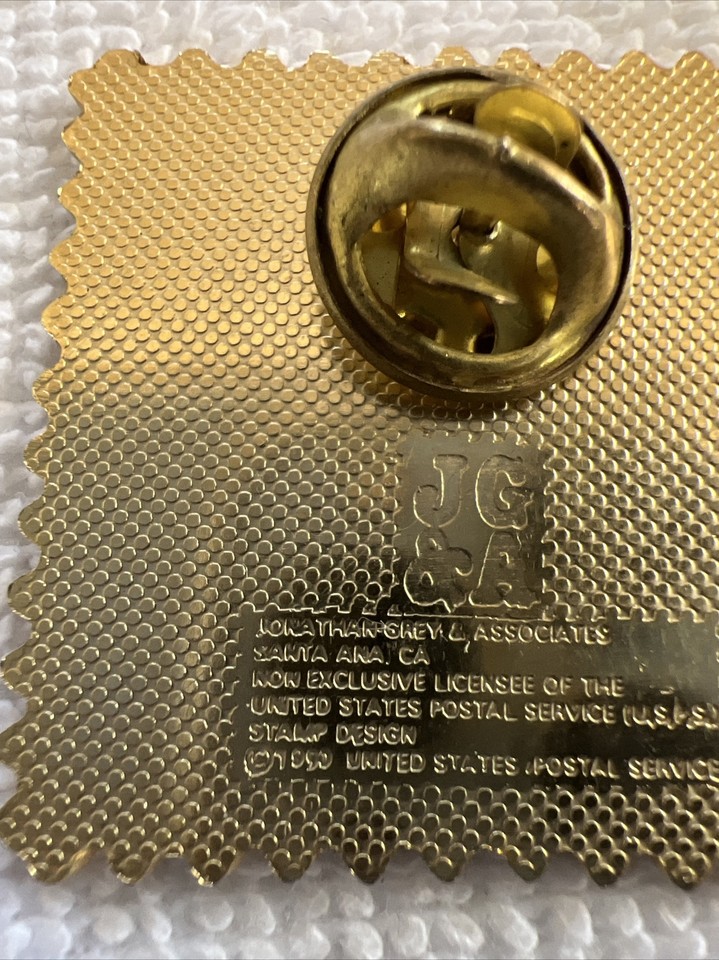 JG
&A
JONATHAN GREY & ASSOCIATES
SANTA ANA, CA
NON EXCLUSIVE LICENSEE OF THE
UNITED STATES POSTAL SERVICE (U.S.P.S.)
STAMP DESIGN
© 1990 UNITED STATES POSTAL SERVICE